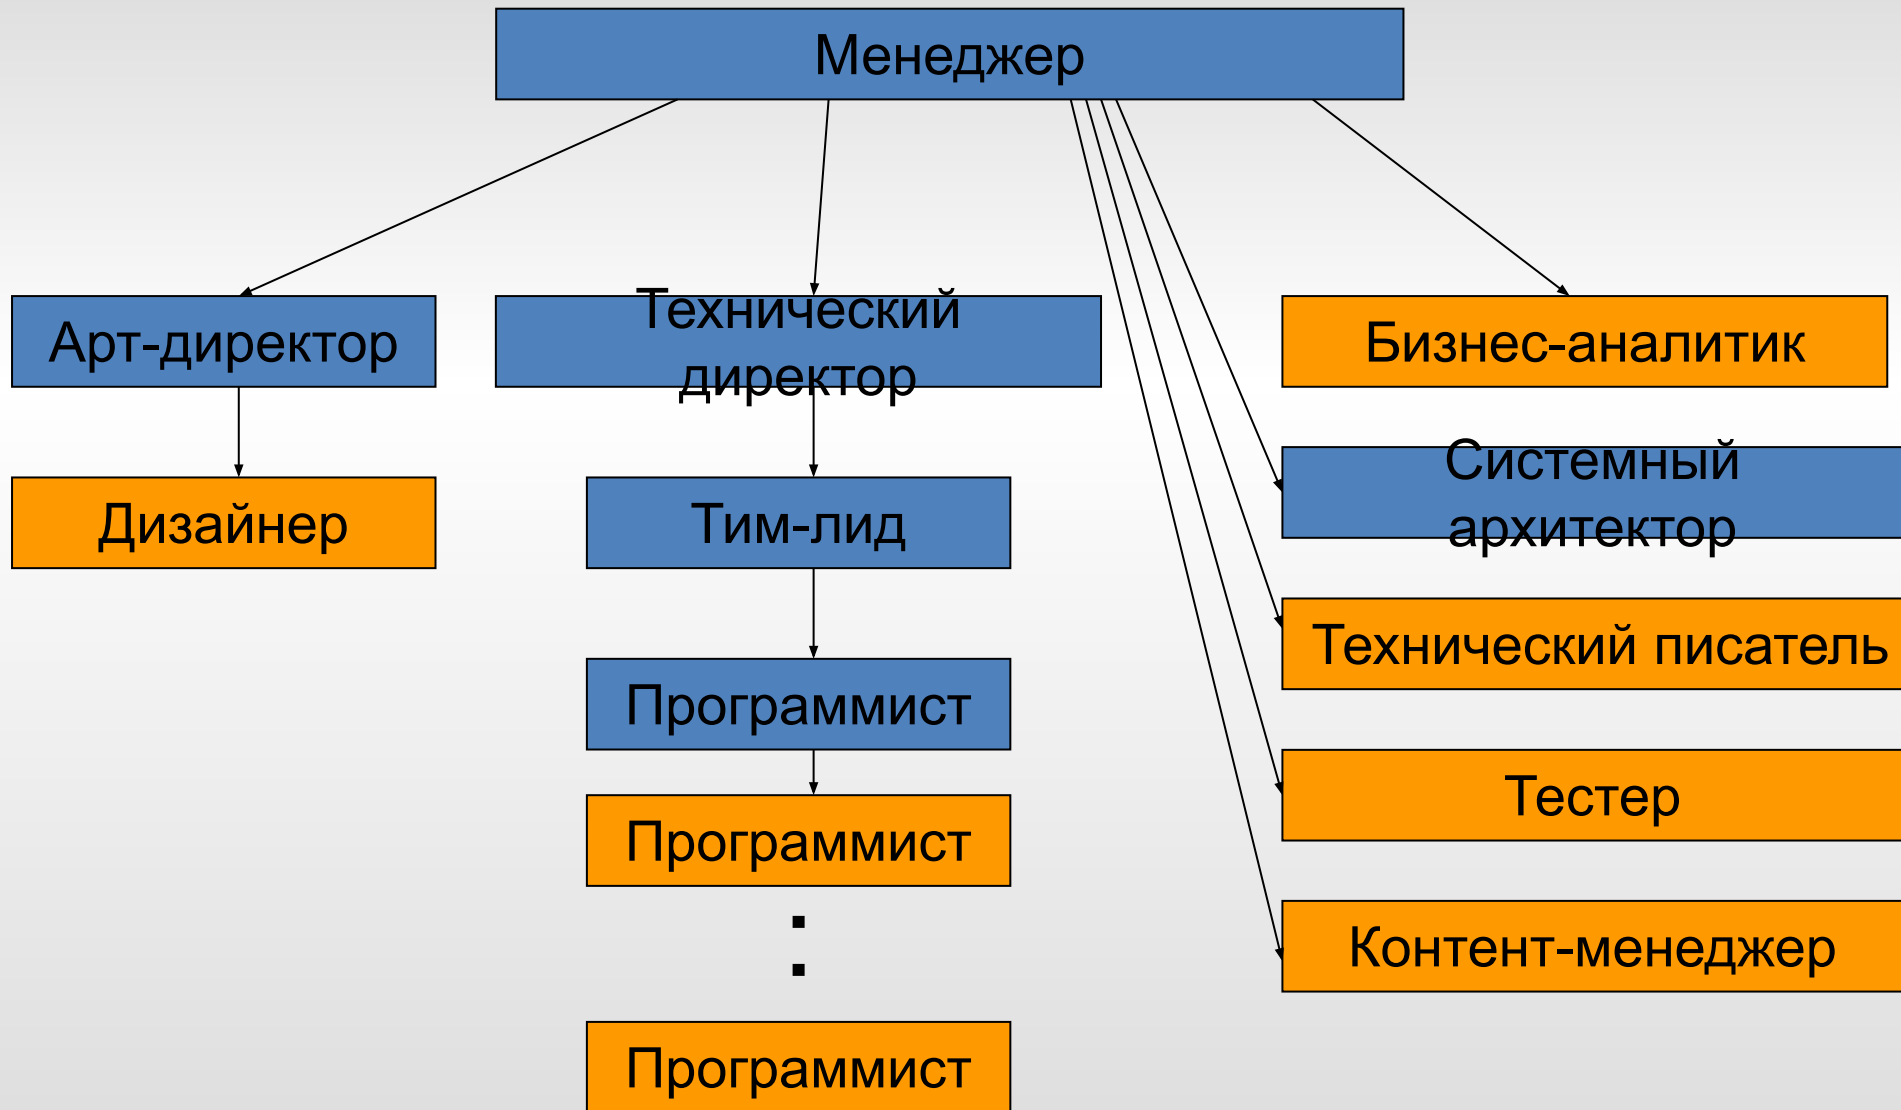 Менеджер
Арт-директор
Технический
директор
Бизнес-аналитик
Дизайнер
Тим-лид
Системный
архитектор
Программист
Технический писатель
Программист
Тестер
:
Контент-менеджер
Программист